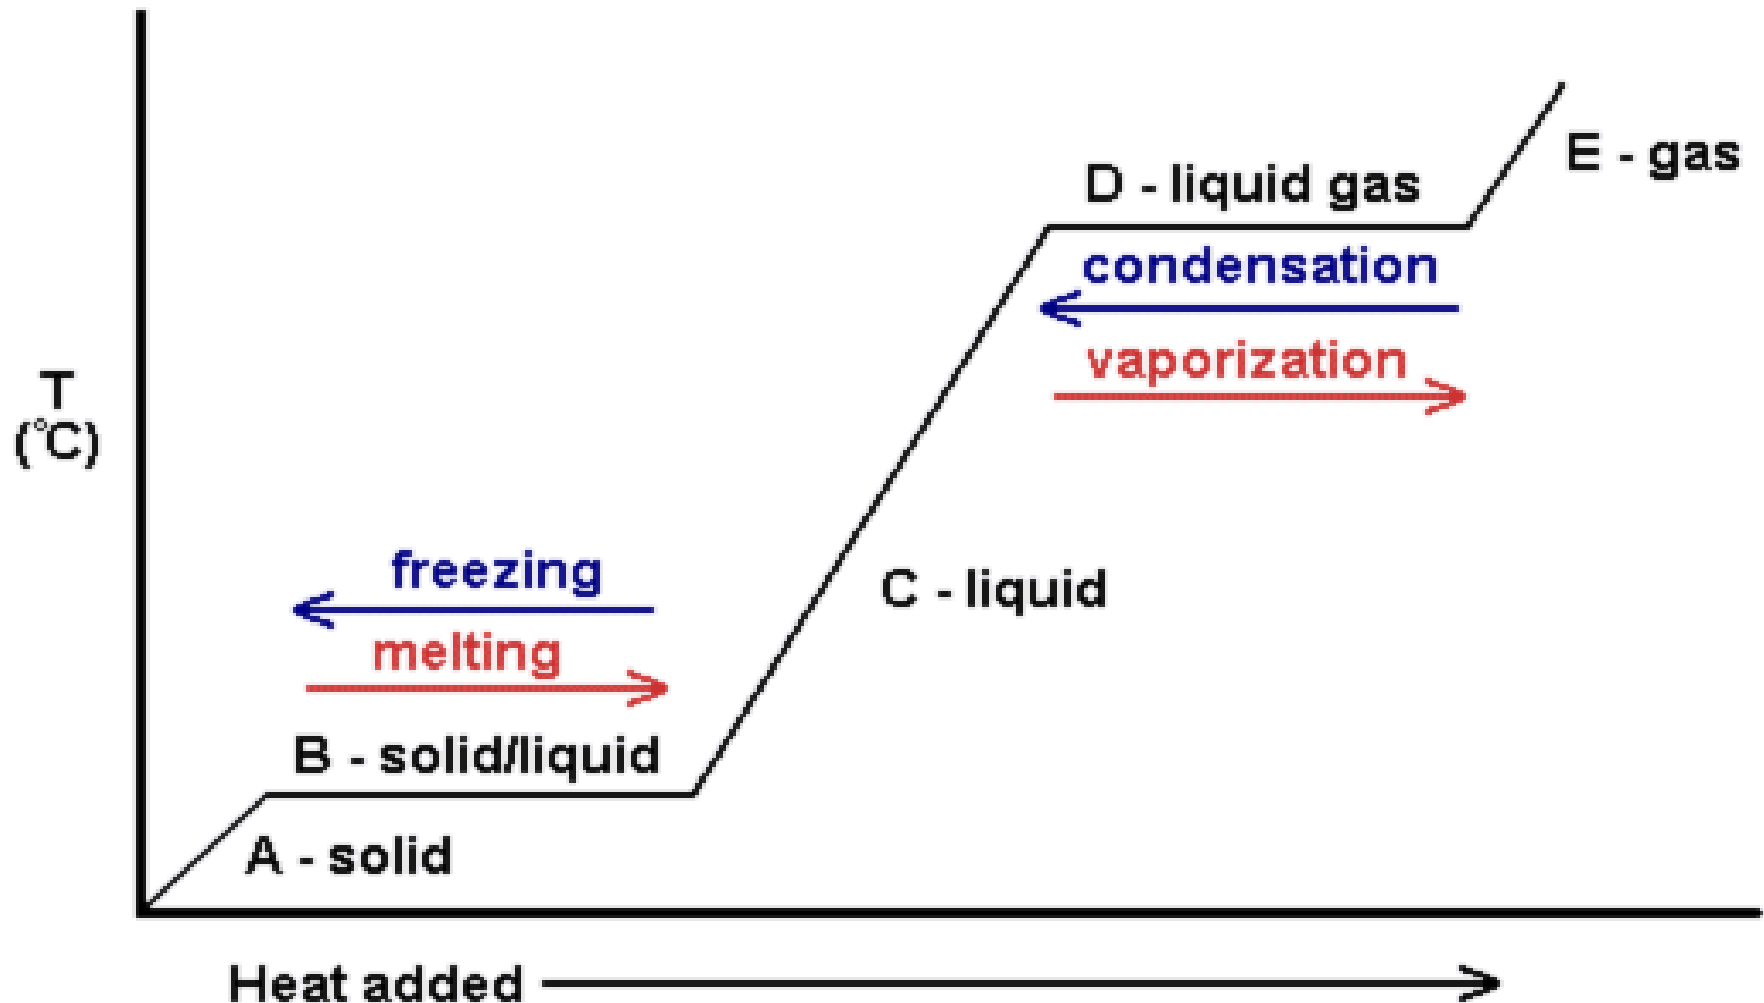 E - gas
D - liquid gas
condensation
vaporization
T
(°C)
freezing
C - liquid
melting
B - solid/liquid
A - solid
Heat added